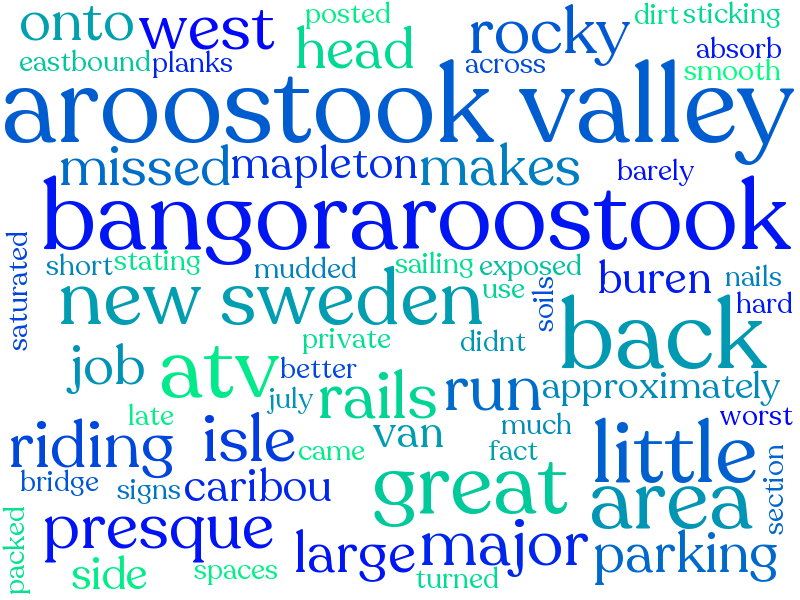 onto west posted rocky dirt sticking
eastbound planks head across absorb
smooth
aroostook valley
missed mapleton makes barely
bangoraroostook
saturated short stating mudded sailing exposed buren nails
new sweden use soils hard
back
private didnt
job atv better
rails run approximately
july
late much worst
riding isle came van fact little
bridge signs caribou great area section
packed presque large major parking
side spaces turned